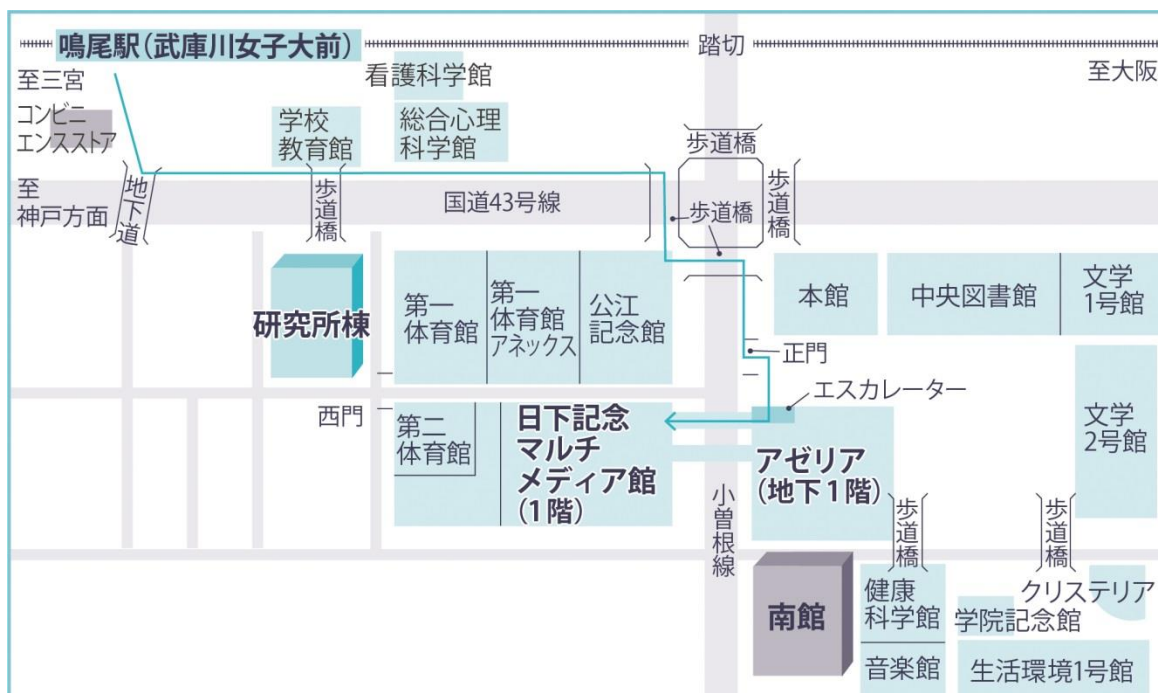 鳴尾駅（武庫川女子大前）
踏切
至三宮
至大阪
コンビニ
エンスストア
看護科学館
学校
教育館
総合心理
科学館
歩道橋
至
神戸方面
地下道
歩道橋
国道43号線
歩道橋
歩道橋
研究所棟
第一
体育館
第一
体育館
アネックス
公江
記念館
本館
中央図書館
文学
1号館
正門
西門
エスカレーター
第二
体育館
日下記念
マルチ
メディア館
（1階）
アゼリア
（地下1階）
文学
2号館
小曽根線
歩道橋
歩道橋
南館
健康
科学館
学院記念館
クリステリア
音楽館
生活環境1号館